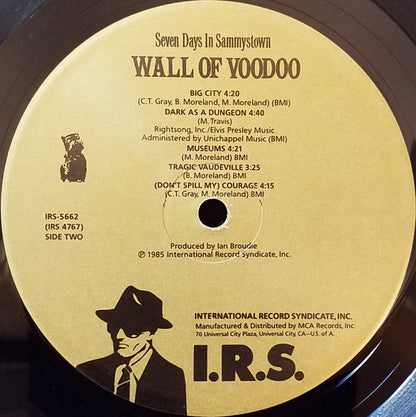 Seven Days In Sammystown
WALL OF VOODOO
BIG CITY 4:20
(C.T. Gray, B. Moreland, M. Moreland) (BMI)
DARK AS A DUNGEON 4:40
(M. Travis)
Rightsong, Inc./Elvis Presley Music
Administered by Unichappel Music (BMI)
MUSEUMS 4:21
(M. Moreland) BMI
TRAGIC VAUDEVILLE 3:25
(B. Moreland) BMI
(DON'T SPILL MY) COURAGE 4:15
(C.T. Gray, M. Moreland) BMI
IRS-5662
(IRS 4767)
SIDE TWO
Produced by Ian Broudie
℗ 1985 International Record Syndicate, Inc.
INTERNATIONAL RECORD SYNDICATE, INC.
Manufactured & Distributed by MCA Records, Inc.
70 Universal City Plaza, Universal City, CA–U.S. of A.
I.R.S.